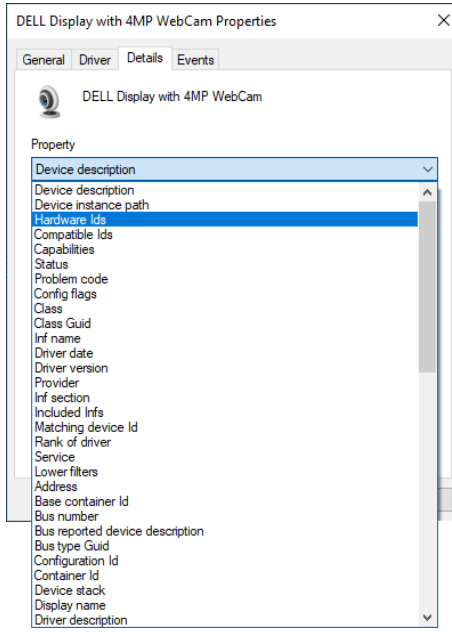 DELL Display with 4MP WebCam Properties
General Driver Details Events
DELL Display with 4MP WebCam
Property
Device description
Device description
Device instance path
Hardware Ids
Compatible Ids
Capabilities
Status
Problem code
Config flags
Class
Class Guid
Inf name
Driver date
Driver version
Provider
Inf section
Included Infs
Matching device Id
Rank of driver
Service
Lower filters
Address
Base container Id
Bus number
Bus reported device description
Bus type Guid
Configuration Id
Container Id
Device stack
Display name
Driver description